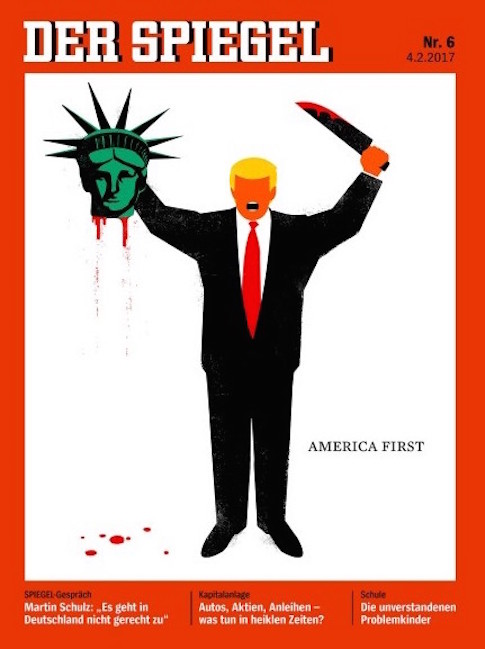 DER SPIEGEL
Nr. 6
4.2.2017
AMERICA FIRST
SPIEGEL-Gespräch
Martin Schulz: „Es geht in
Deutschland nicht gerecht zu“
Kapitalanlage
Autos, Aktien, Anleihen –
was tun in heiklen Zeiten?
Schule
Die unverstandenen
Problemkinder